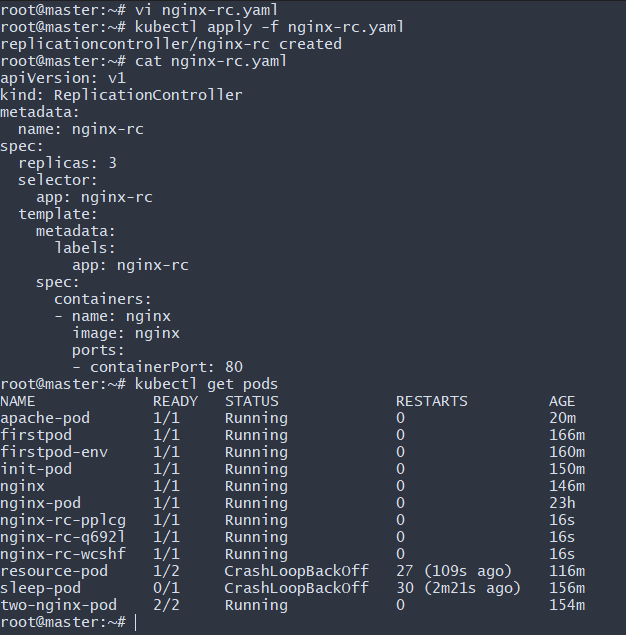 root@master:~# vi nginx-rc.yaml
root@master:~# kubectl apply -f nginx-rc.yaml
replicationcontroller/nginx-rc created
root@master:~# cat nginx-rc.yaml
apiVersion: v1
kind: ReplicationController
metadata:
  name: nginx-rc
spec:
  replicas: 3
  selector:
    app: nginx-rc
  template:
    metadata:
      labels:
        app: nginx-rc
    spec:
      containers:
      - name: nginx
        image: nginx
        ports:
        - containerPort: 80
root@master:~# kubectl get pods
NAME             READY   STATUS             RESTARTS         AGE
apache-pod       1/1     Running            0                20m
firstpod         1/1     Running            0                166m
firstpod-env     1/1     Running            0                160m
init-pod         1/1     Running            0                150m
nginx            1/1     Running            0                146m
nginx-pod        1/1     Running            0                23h
nginx-rc-pplcg   1/1     Running            0                16s
nginx-rc-q692l   1/1     Running            0                16s
nginx-rc-wcshf   1/1     Running            0                16s
resource-pod     1/2     CrashLoopBackOff   27 (109s ago)    116m
sleep-pod        0/1     CrashLoopBackOff   30 (2m21s ago)   156m
two-nginx-pod    2/2     Running            0                154m
root@master:~#